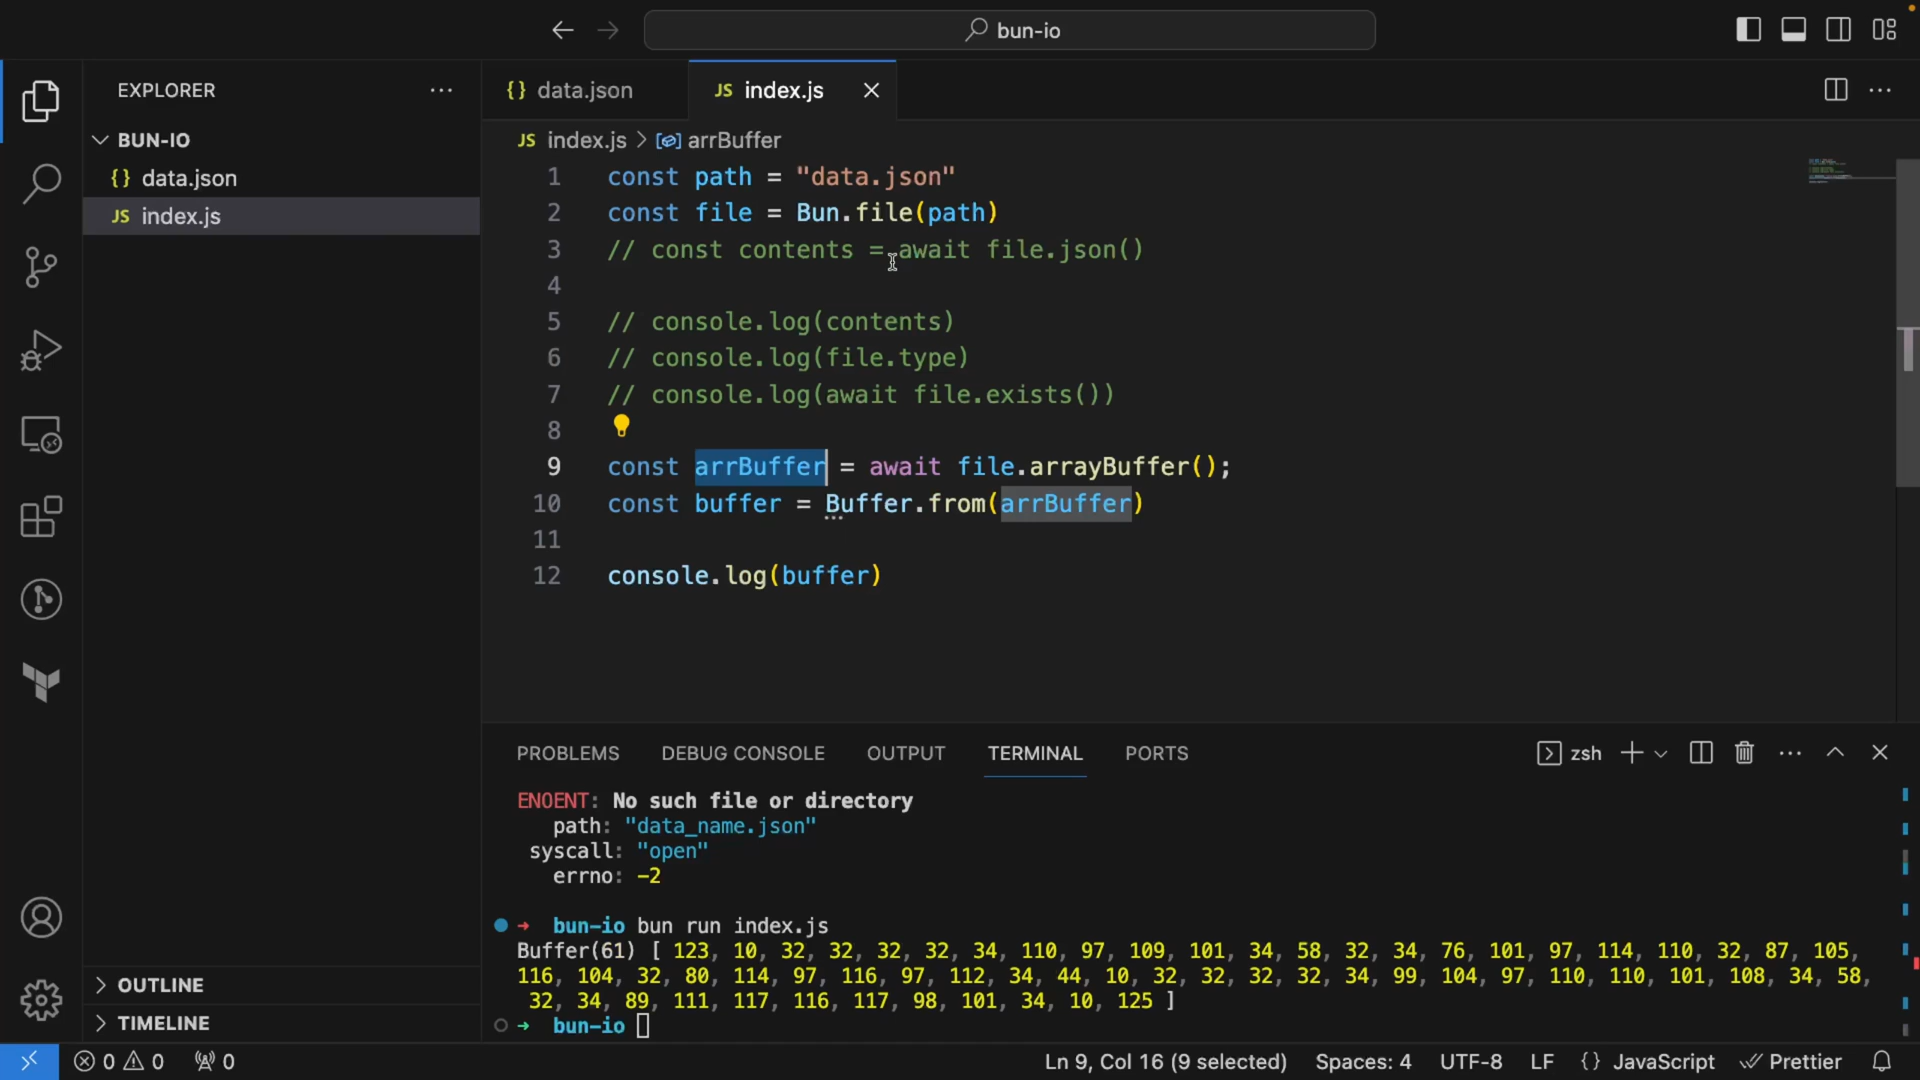 bun-io
EXPLORER
BUN-IO
{} data.json
JS index.js
OUTLINE
TIMELINE
{} data.json
JS index.js
JS index.js > arrBuffer
1 const path = "data.json"
2 const file = Bun.file(path)
3 // const contents = await file.json()
4
5 // console.log(contents)
6 // console.log(file.type)
7 // console.log(await file.exists())
8
9 const arrBuffer = await file.arrayBuffer();
10 const buffer = Buffer.from(arrBuffer)
11
12 console.log(buffer)
PROBLEMS DEBUG CONSOLE OUTPUT TERMINAL PORTS
zsh
ENOENT: No such file or directory
path: "data_name.json"
syscall: "open"
errno: -2
→ bun-io bun run index.js
Buffer(61) [ 123, 10, 32, 32, 32, 32, 34, 110, 97, 109, 101, 34, 58, 32, 34, 76, 101, 97, 114, 110, 32, 87, 105,
116, 104, 32, 80, 114, 97, 116, 97, 112, 34, 44, 10, 32, 32, 32, 32, 34, 99, 104, 97, 110, 110, 101, 108, 34, 58,
32, 34, 89, 111, 117, 116, 117, 98, 101, 34, 10, 125 ]
→ bun-io
0 0 0
Ln 9, Col 16 (9 selected) Spaces: 4 UTF-8 LF {} JavaScript Prettier